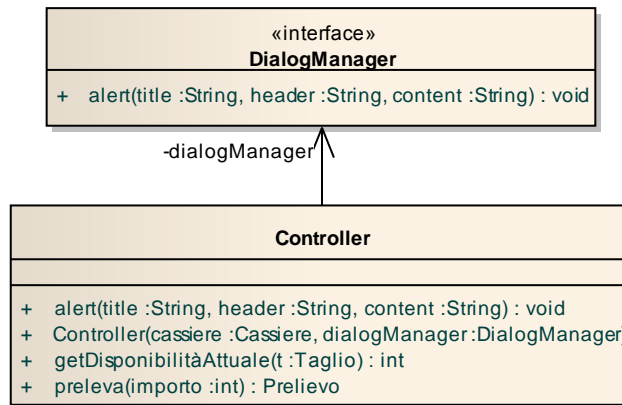 «interface»
DialogManager
+ alert(title :String, header :String, content :String) : void
-dialogManager
Controller
+ alert(title :String, header :String, content :String) : void
+ Controller(cassiere :Cassiere, dialogManager :DialogManager)
+ getDisponibilitàAttuale(t :Taglio) : int
+ preleva(importo :int) : Prelievo